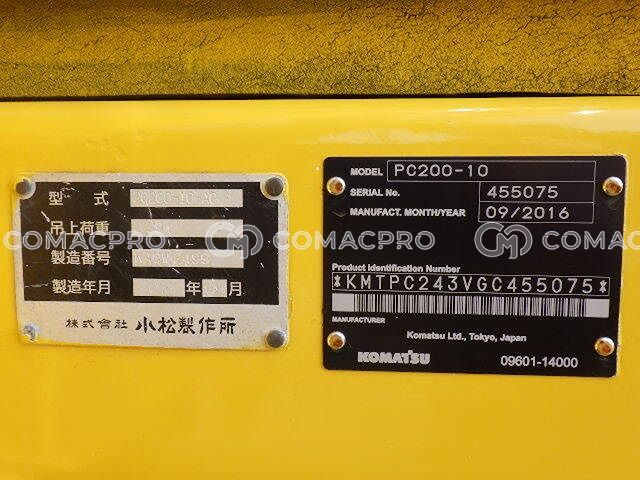 型 式
吊上荷重
製造番号
製造年月 年 月
株式會社 小松製作所
MODEL PC200-10
SERIAL No. 455075
MANUFACT. MONTH/YEAR 09/2016
Product Identification Number
*KMTPC243VGC455075*
MANUFACTURER
Komatsu Ltd., Tokyo, Japan
KOMATSU 09601-14000
COMACPRO COMACPRO COMACPRO